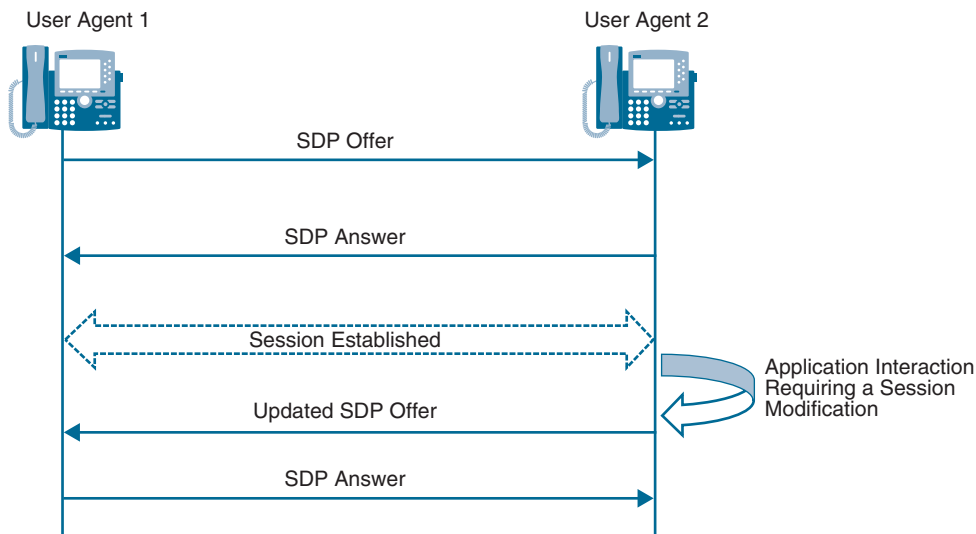 User Agent 1
User Agent 2
SDP Offer
SDP Answer
Session Established
Application Interaction
Requiring a Session
Modification
Updated SDP Offer
SDP Answer